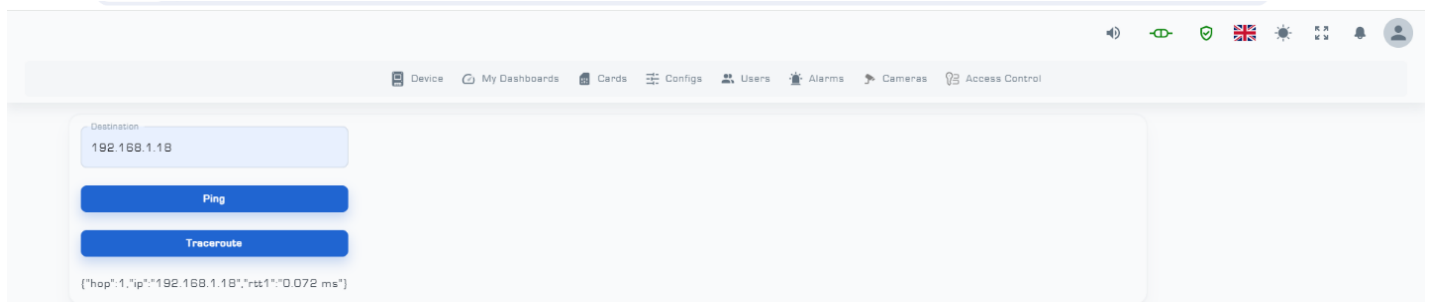 Device My Dashboards Cards Configs Users Alarms Cameras Access Control
Destination
192.168.1.18
Ping
Traceroute
{"hop":1,"ip":"192.168.1.18","rtt1":"0.072 ms"}